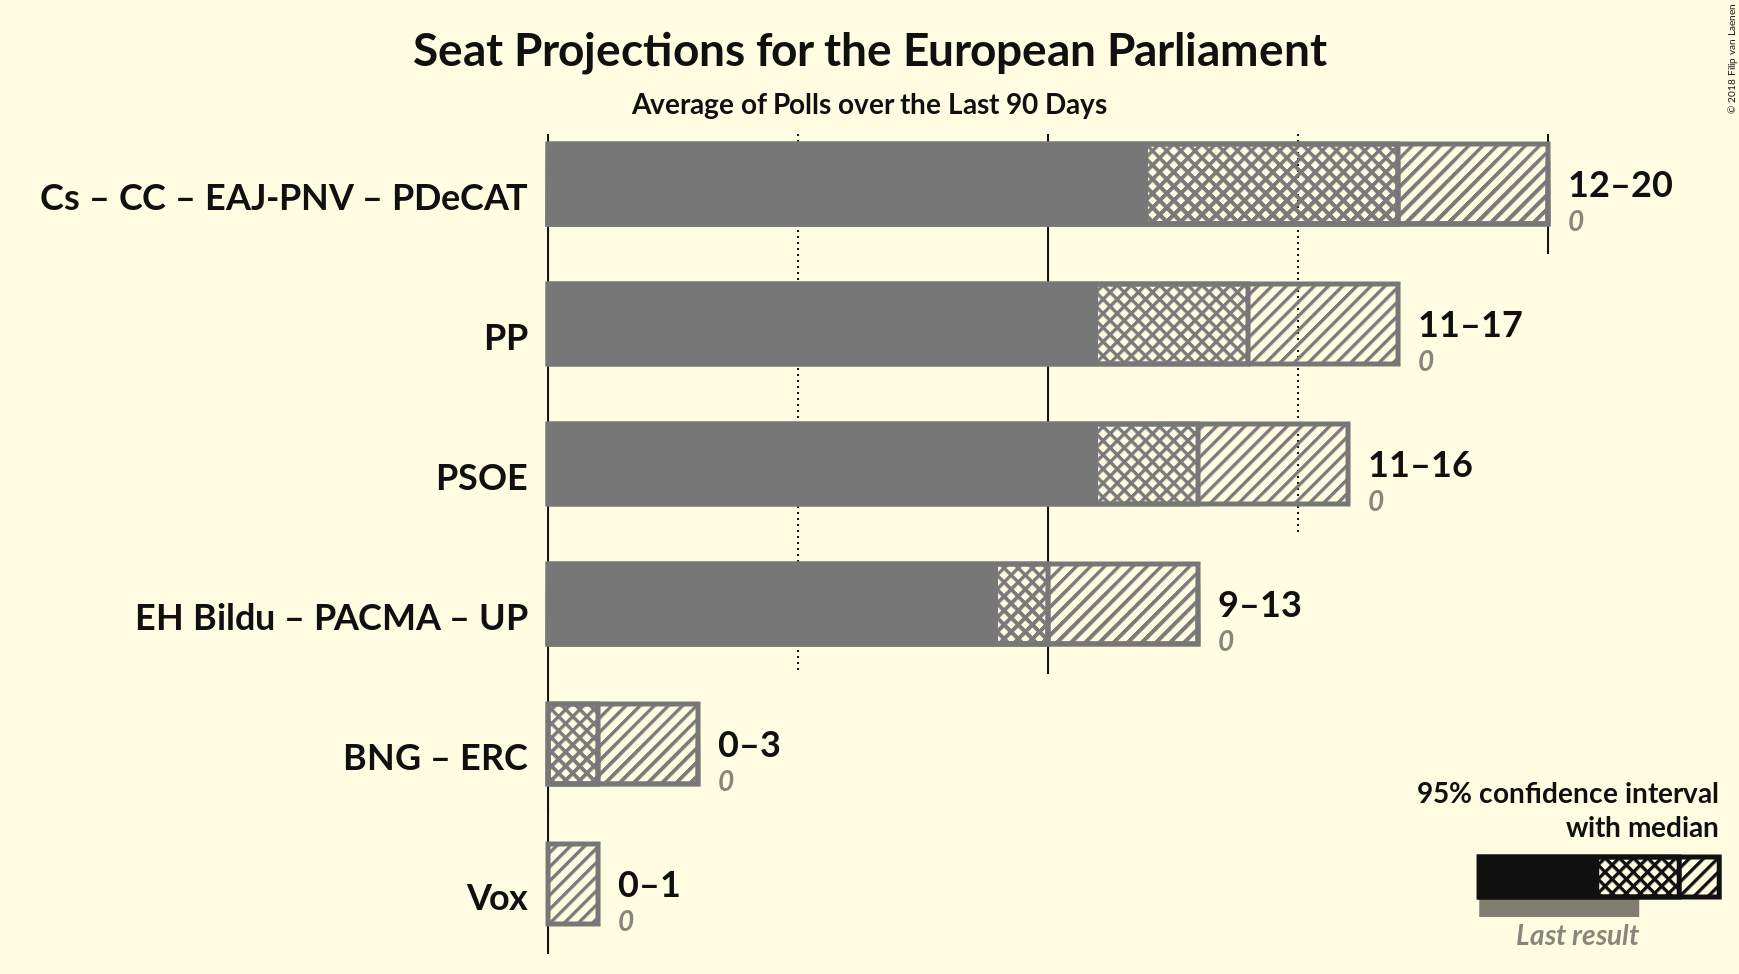 Seat Projections for the European Parliament
Average of Polls over the Last 90 Days
© 2018 Filip van Laenen
Cs – CC – EAJ-PNV – PDeCAT
12–20
0
PP
11–17
0
PSOE
11–16
0
EH Bildu – PACMA – UP
9–13
0
BNG – ERC
0–3
0
Vox
0–1
0
95% confidence interval
with median
Last result